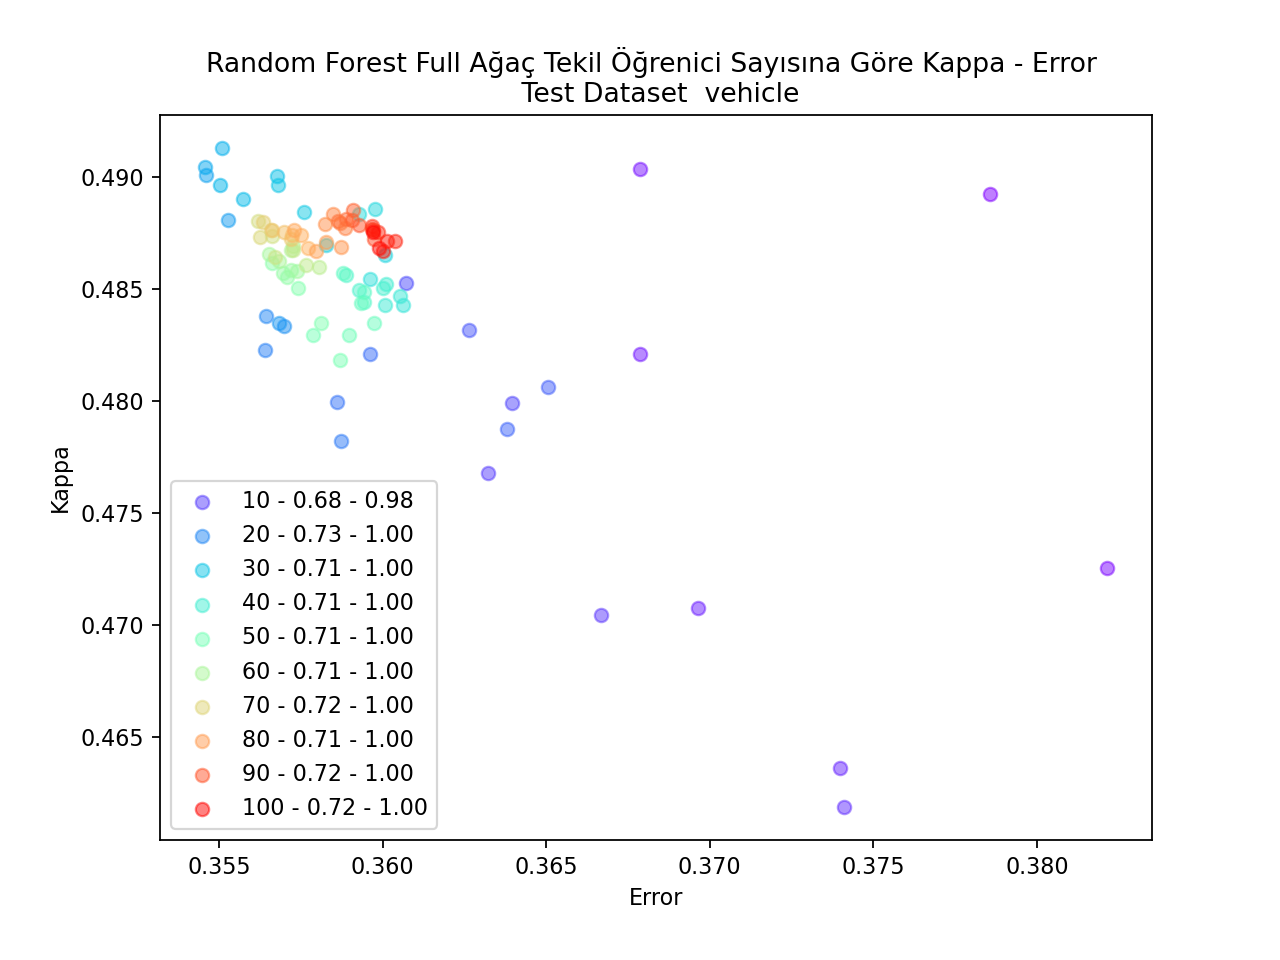 Random Forest Full Ağaç Tekil Öğrenici Sayısına Göre Kappa - Error
Test Dataset  vehicle
0.490
0.485
0.480
0.475
0.470
0.465
Kappa
10 - 0.68 - 0.98
20 - 0.73 - 1.00
30 - 0.71 - 1.00
40 - 0.71 - 1.00
50 - 0.71 - 1.00
60 - 0.71 - 1.00
70 - 0.72 - 1.00
80 - 0.71 - 1.00
90 - 0.72 - 1.00
100 - 0.72 - 1.00
0.355 0.360 0.365 0.370 0.375 0.380
Error